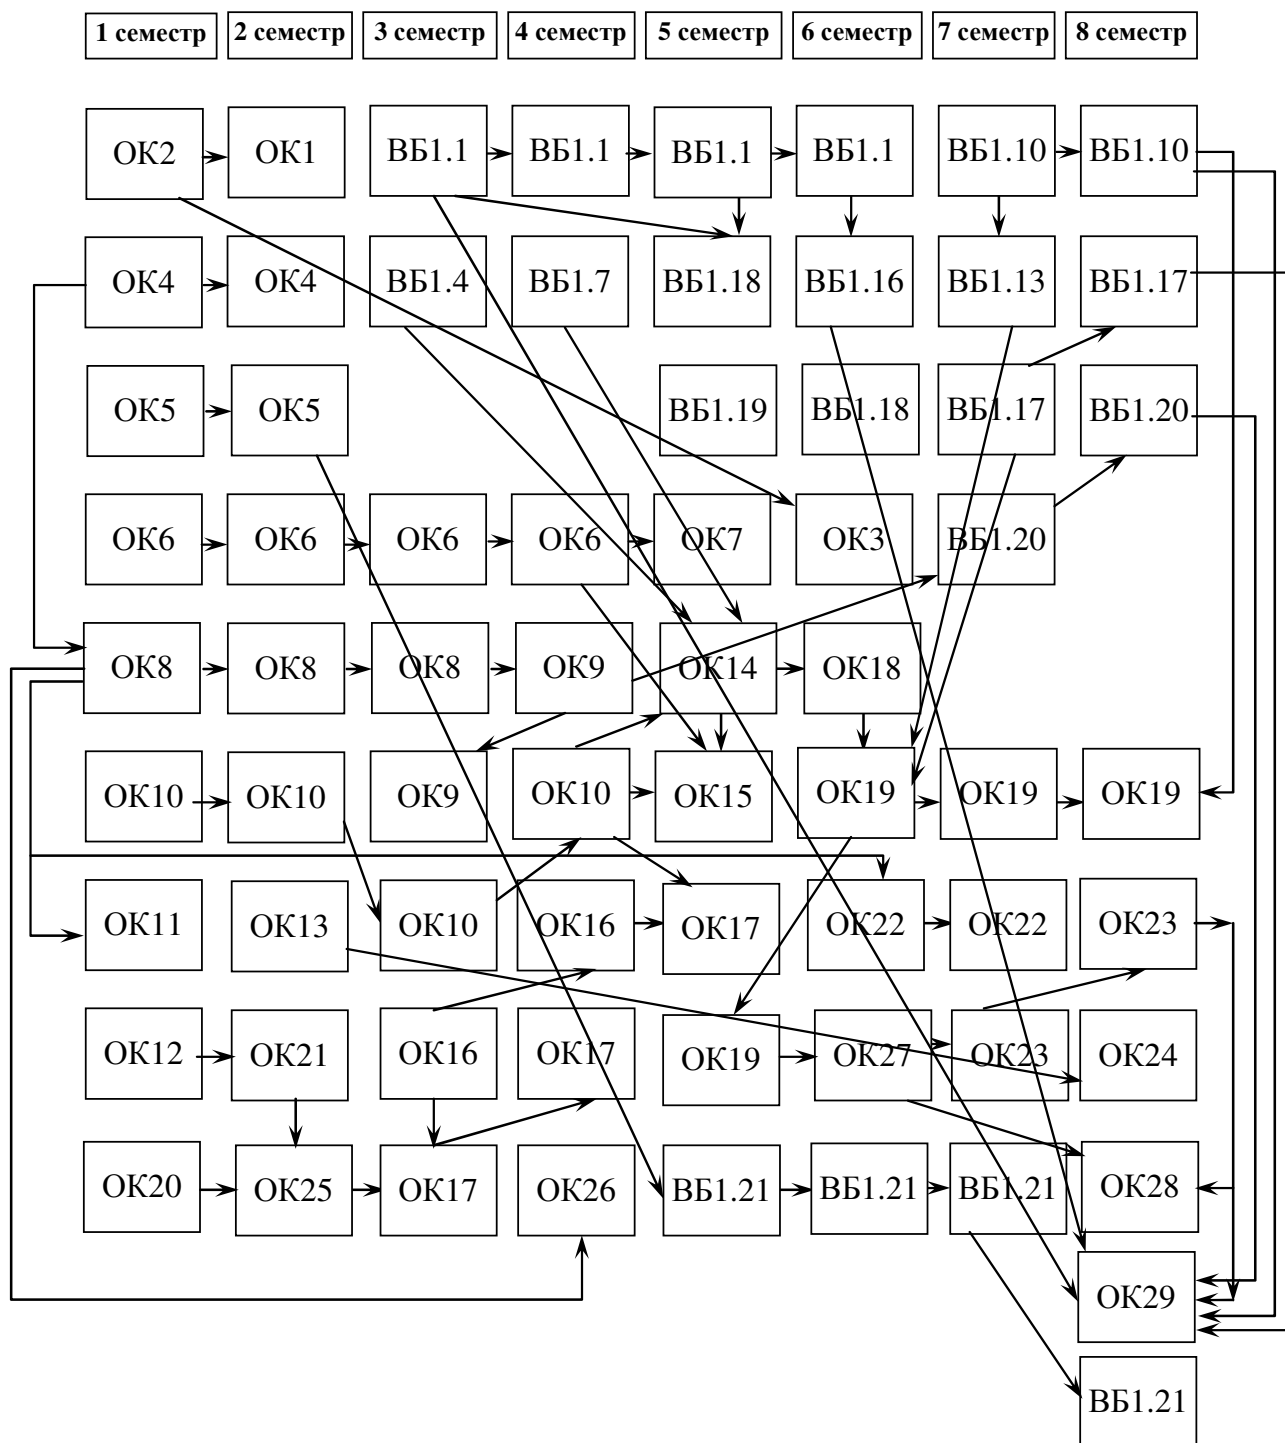 1 семестр 2 семестр 3 семестр 4 семестр 5 семестр 6 семестр 7 семестр 8 семестр
ОК2 ОК1 ВБ1.1 ВБ1.1 ВБ1.1 ВБ1.1 ВБ1.10 ВБ1.10
ОК4 ОК4 ВБ1.4 ВБ1.7 ВБ1.18 ВБ1.16 ВБ1.13 ВБ1.17
ОК5 ОК5 ВБ1.19 ВБ1.18 ВБ1.17 ВБ1.20
ОК6 ОК6 ОК6 ОК6 ОК7 ОК3 ВБ1.20
ОК8 ОК8 ОК8 ОК9 ОК14 ОК18
ОК10 ОК10 ОК9 ОК10 ОК15 ОК19 ОК19 ОК19
ОК11 ОК13 ОК10 ОК16 ОК17 ОК22 ОК22 ОК23
ОК12 ОК21 ОК16 ОК17 ОК19 ОК27 ОК23 ОК24
ОК20 ОК25 ОК17 ОК26 ВБ1.21 ВБ1.21 ВБ1.21 ОК28
ОК29
ВБ1.21